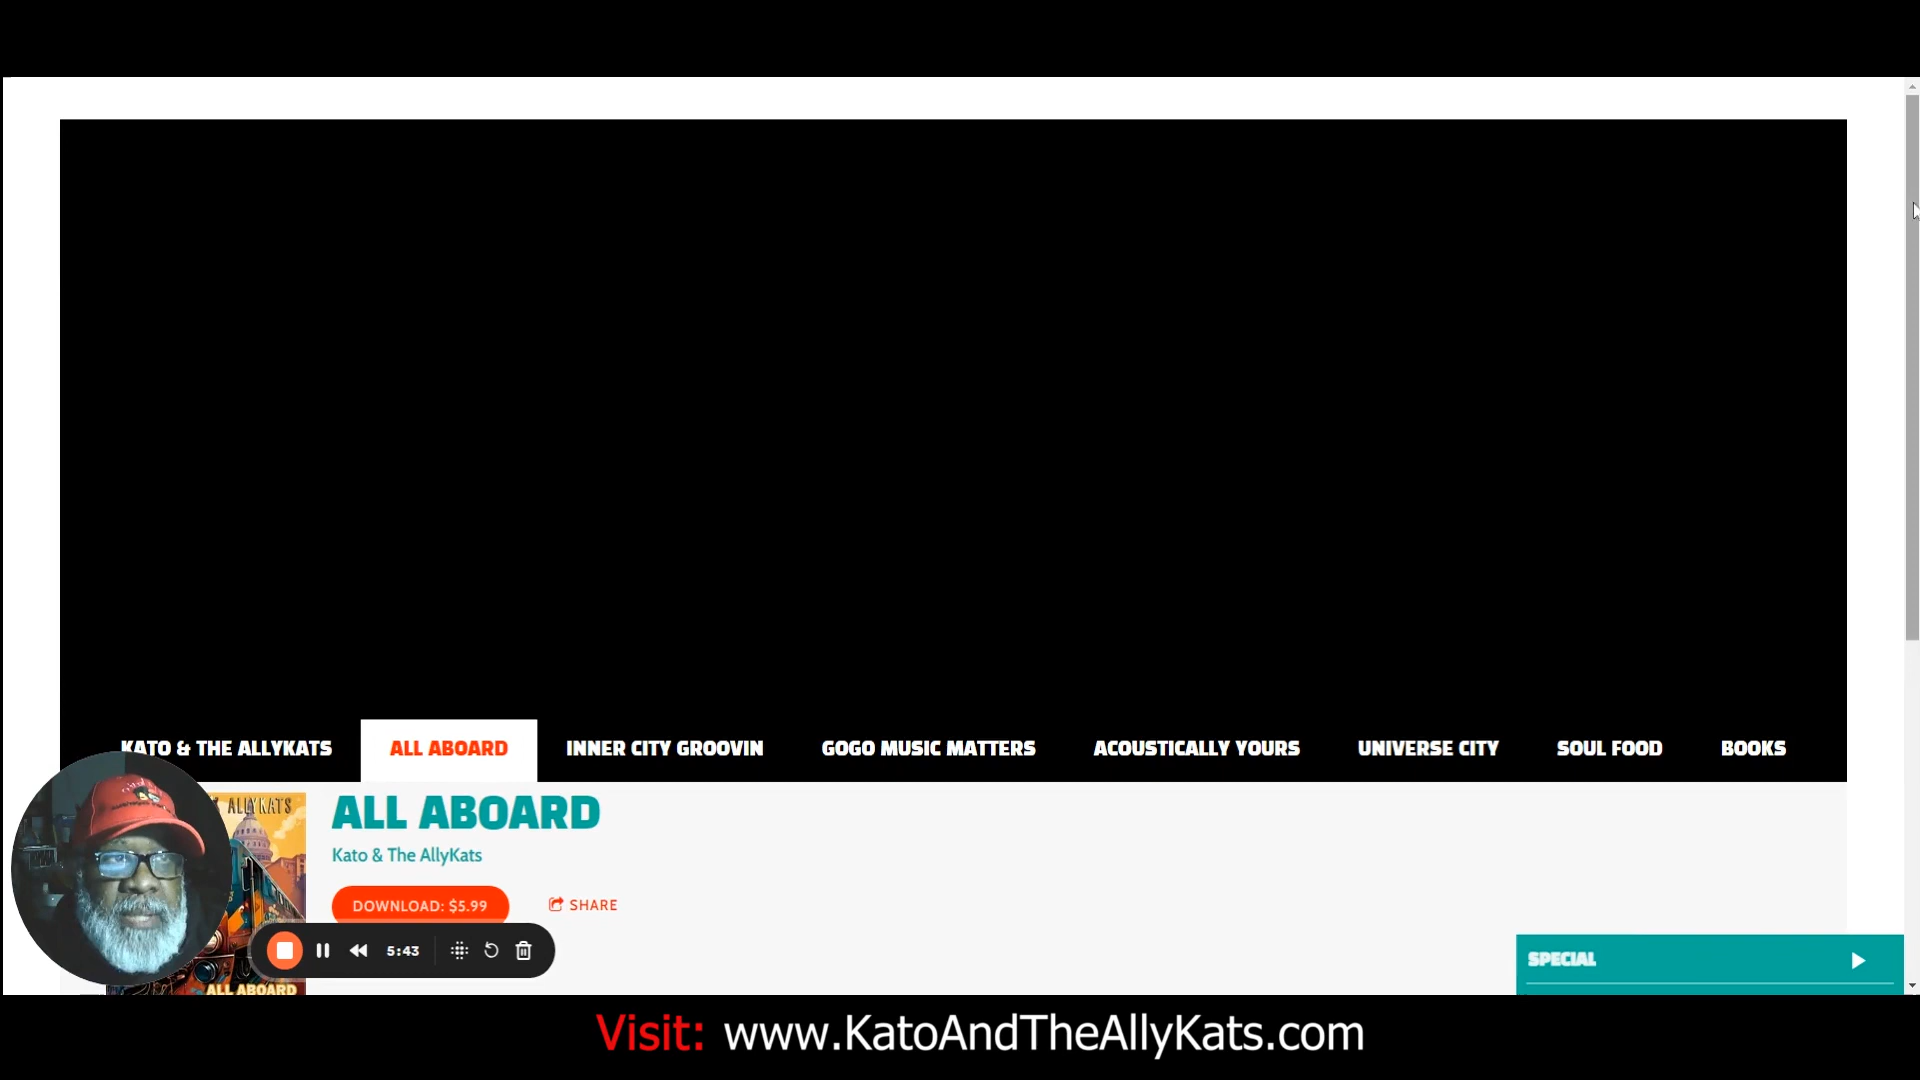 KATO & THE ALLYKATS ALL ABOARD INNER CITY GROOVIN GOGO MUSIC MATTERS ACOUSTICALLY YOURS UNIVERSE CITY SOUL FOOD BOOKS
ALLYKATS
ALL ABOARD
ALL ABOARD
Kato & The AllyKats
DOWNLOAD: $5.99 SHARE
5:43
SPECIAL
Visit: www.KatoAndTheAllyKats.com